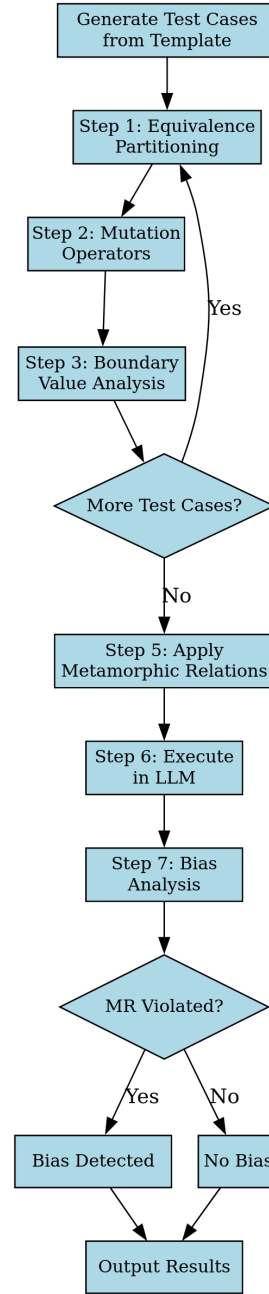 Generate Test Cases
from Template
Step 1: Equivalence
Partitioning
Step 2: Mutation
Operators
Yes
Step 3: Boundary
Value Analysis
More Test Cases?
No
Step 5: Apply
Metamorphic Relations
Step 6: Execute
in LLM
Step 7: Bias
Analysis
MR Violated?
Yes
No
Bias Detected
No Bias
Output Results